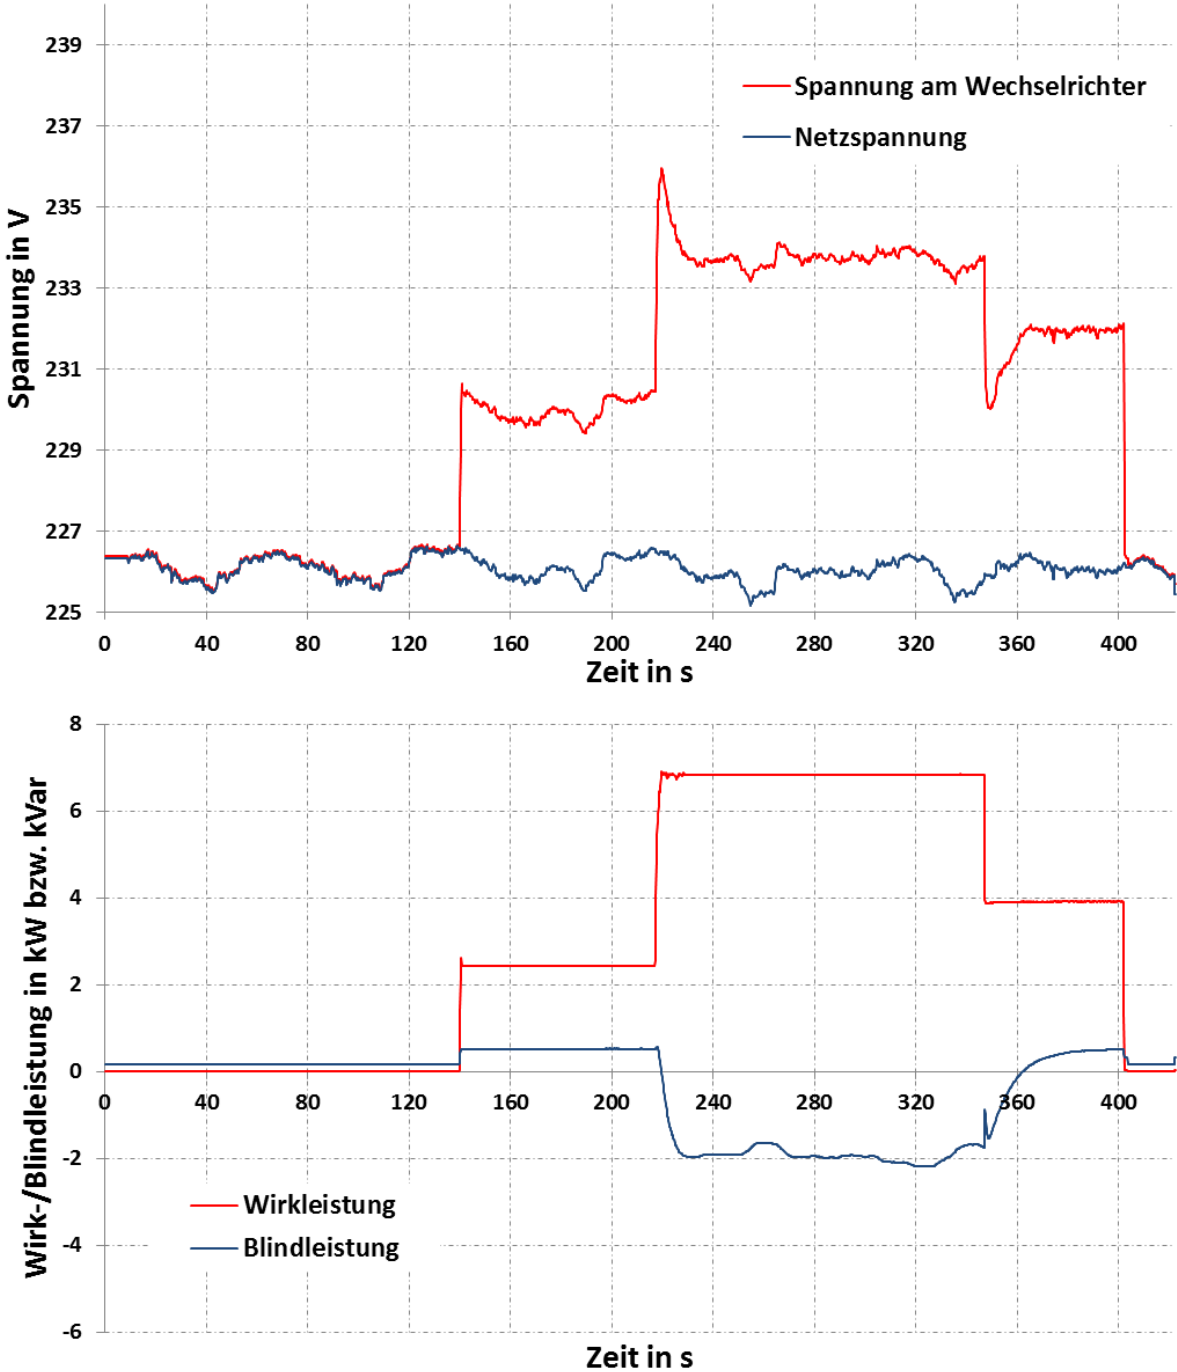 239
237
235
233
231
229
227
225
Spannung in V
Spannung am Wechselrichter
Netzspannung
0 40 80 120 160 200 240 280 320 360 400
Zeit in s
8
6
4
2
0
-2
-4
-6
Wirk-/Blindleistung in kW bzw. kVar
0 40 80 120 160 200 240 280 320 360 400
Wirkleistung
Blindleistung
Zeit in s